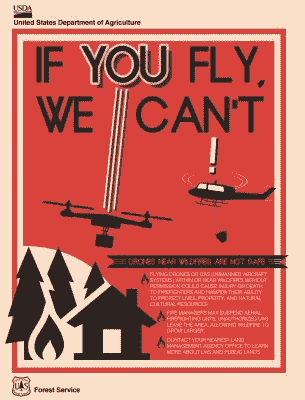 USDA
United States Department of Agriculture
IF YOU FLY,
WE CAN'T
DRONES NEAR WILDFIRES ARE NOT SAFE
FLYING DRONES OR UAS (UNMANNED AIRCRAFT
SYSTEMS) WITHIN OR NEAR WILDFIRES WITHOUT
PERMISSION COULD CAUSE INJURY OR DEATH
TO FIREFIGHTERS AND HAMPER THEIR ABILITY
TO PROTECT LIVES, PROPERTY, AND NATURAL
CULTURAL RESOURCES
FIRE MANAGERS MAY SUSPEND AERIAL
FIREFIGHTING UNTIL UNAUTHORIZED UAS
LEAVE THE AREA, ALLOWING WILDFIRE TO
GROW LARGER.
CONTACT YOUR NEAREST LAND
MANAGEMENT AGENCY OFFICE TO LEARN
MORE ABOUT UAS AND PUBLIC LANDS
Forest Service